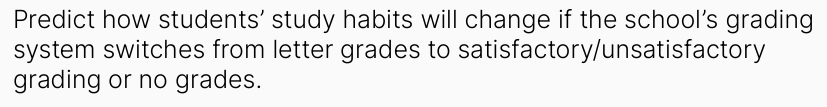 Predict how students’ study habits will change if the school’s grading
system switches from letter grades to satisfactory/unsatisfactory
grading or no grades.